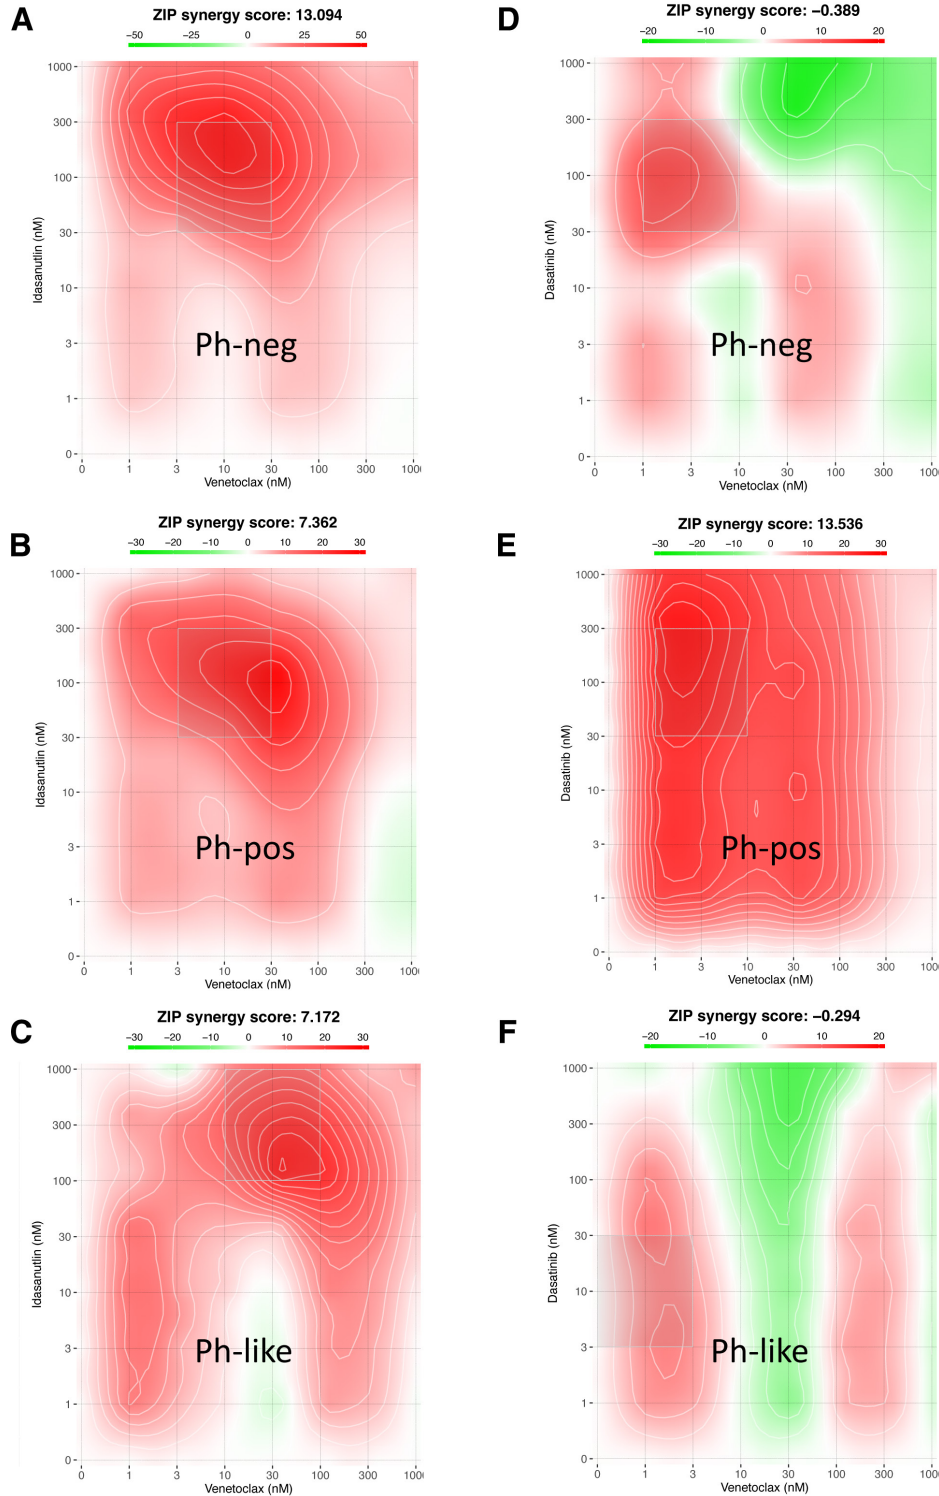 A
ZIP synergy score: 13.094
−50 −25 0 25 50
1000
300
100
30
10
3
1
0
Idasanutlin (nM)
Ph-neg
0 1 3 10 30 100 300 100
Venetoclax (nM)
D
ZIP synergy score: −0.389
−20 −10 0 10 20
1000
300
100
30
10
3
1
0
Dasatinib (nM)
Ph-neg
0 1 3 10 30 100 300 100
Venetoclax (nM)
B
ZIP synergy score: 7.362
−30 −20 −10 0 10 20 30
1000
300
100
30
10
3
1
0
Idasanutlin (nM)
Ph-pos
0 1 3 10 30 100 300 100
Venetoclax (nM)
E
ZIP synergy score: 13.536
−30 −20 −10 0 10 20 30
1000
300
100
30
10
3
1
0
Dasatinib (nM)
Ph-pos
0 1 3 10 30 100 300 100
Venetoclax (nM)
C
ZIP synergy score: 7.172
−30 −20 −10 0 10 20 30
1000
300
100
30
10
3
1
0
Idasanutlin (nM)
Ph-like
0 1 3 10 30 100 300 100
Venetoclax (nM)
F
ZIP synergy score: −0.294
−20 −10 0 10 20
1000
300
100
30
10
3
1
0
Dasatinib (nM)
Ph-like
0 1 3 10 30 100 300 100
Venetoclax (nM)